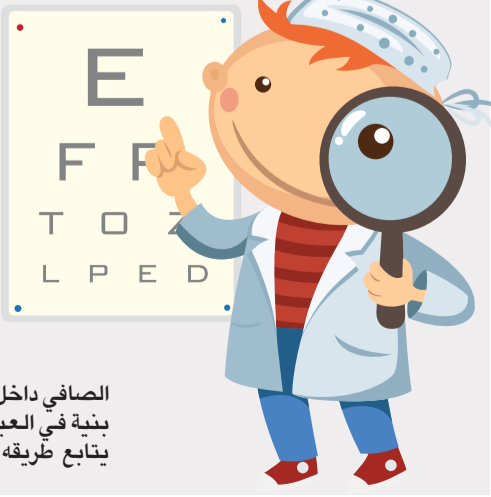 E
F P
T O Z
L P E D
الصافي داخل
بنية في
يتابع طريقه